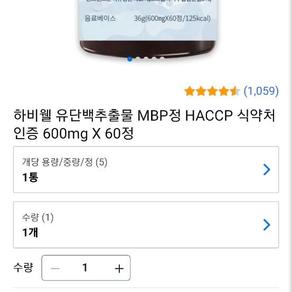 음료베이스 36g(600mgX60정/125kcal)
(1,059)
하비웰 유단백추출물 MBP정 HACCP 식약처
인증 600mg X 60정
개당 용량/중량/정 (5)
1통
수량 (1)
1개
수량 − 1 +